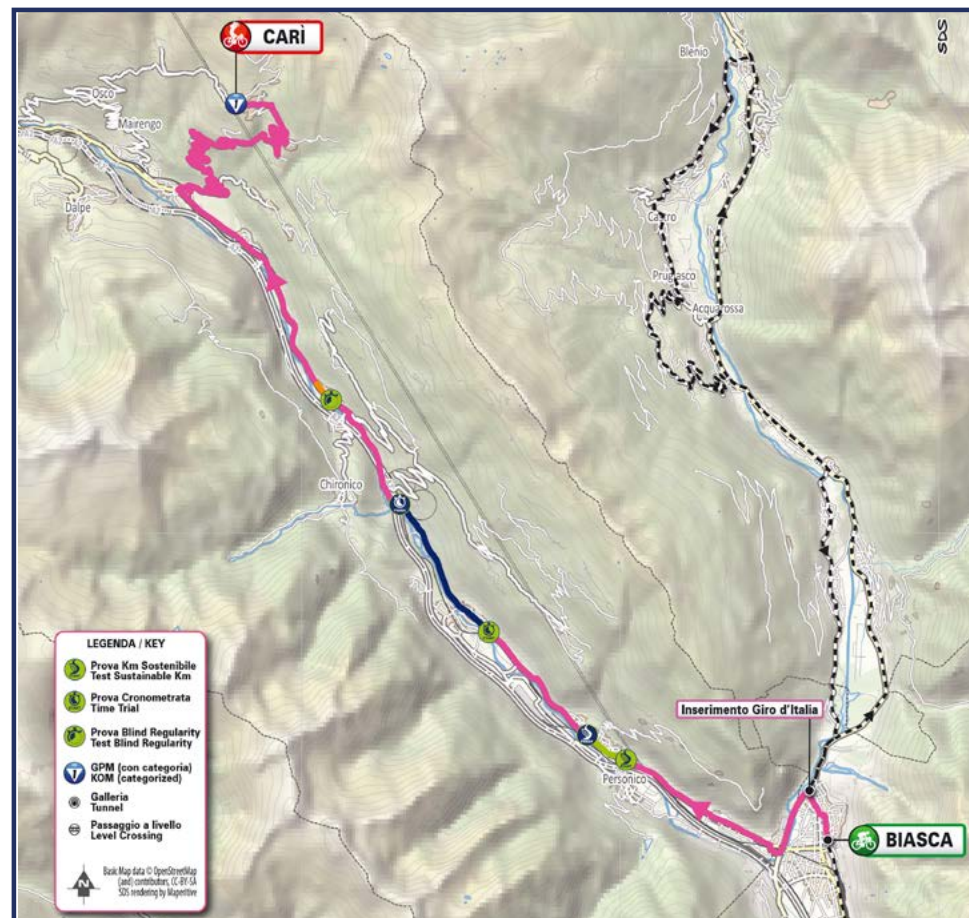 SDS
CARÌ
Blenio
Osco
Mairengo
Dalpe
Castro
Prugiasco
Acquarossa
Chironico
Inserimento Giro d'Italia
Personico
BIASCA
LEGENDA / KEY
Prova Km Sostenibile
Test Sustainable Km
Prova Cronometrata
Time Trial
Prova Blind Regularity
Test Blind Regularity
GPM (con categoria)
KOM (categorized)
Galleria
Tunnel
Passaggio a livello
Level Crossing
N
Basic Map data © OpenStreetMap
(and) contributors, CC-BY-SA
SDS rendering by Maperitive